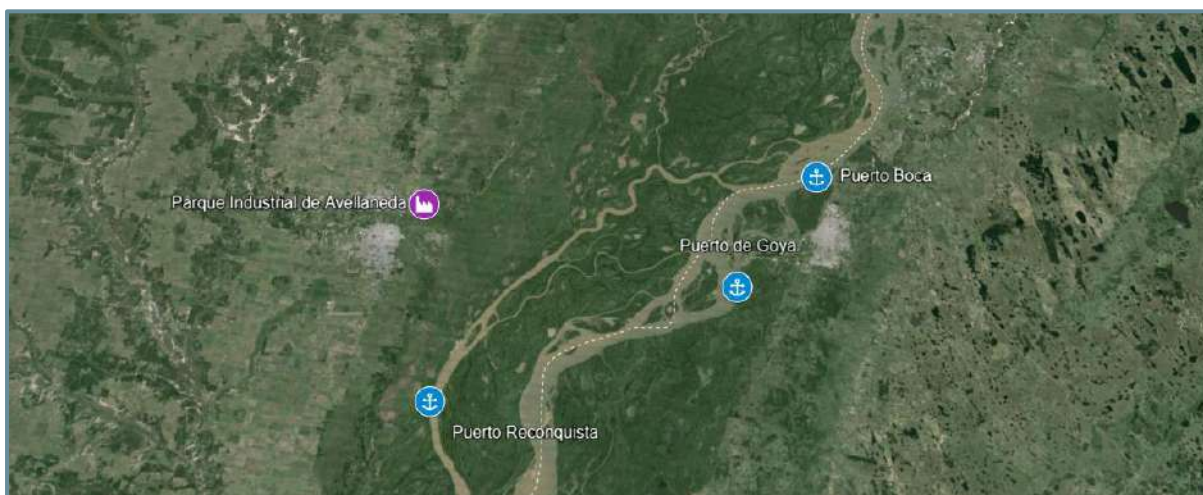 Parque Industrial de Avellaneda
Puerto Boca
Puerto de Goya
Puerto Reconquista